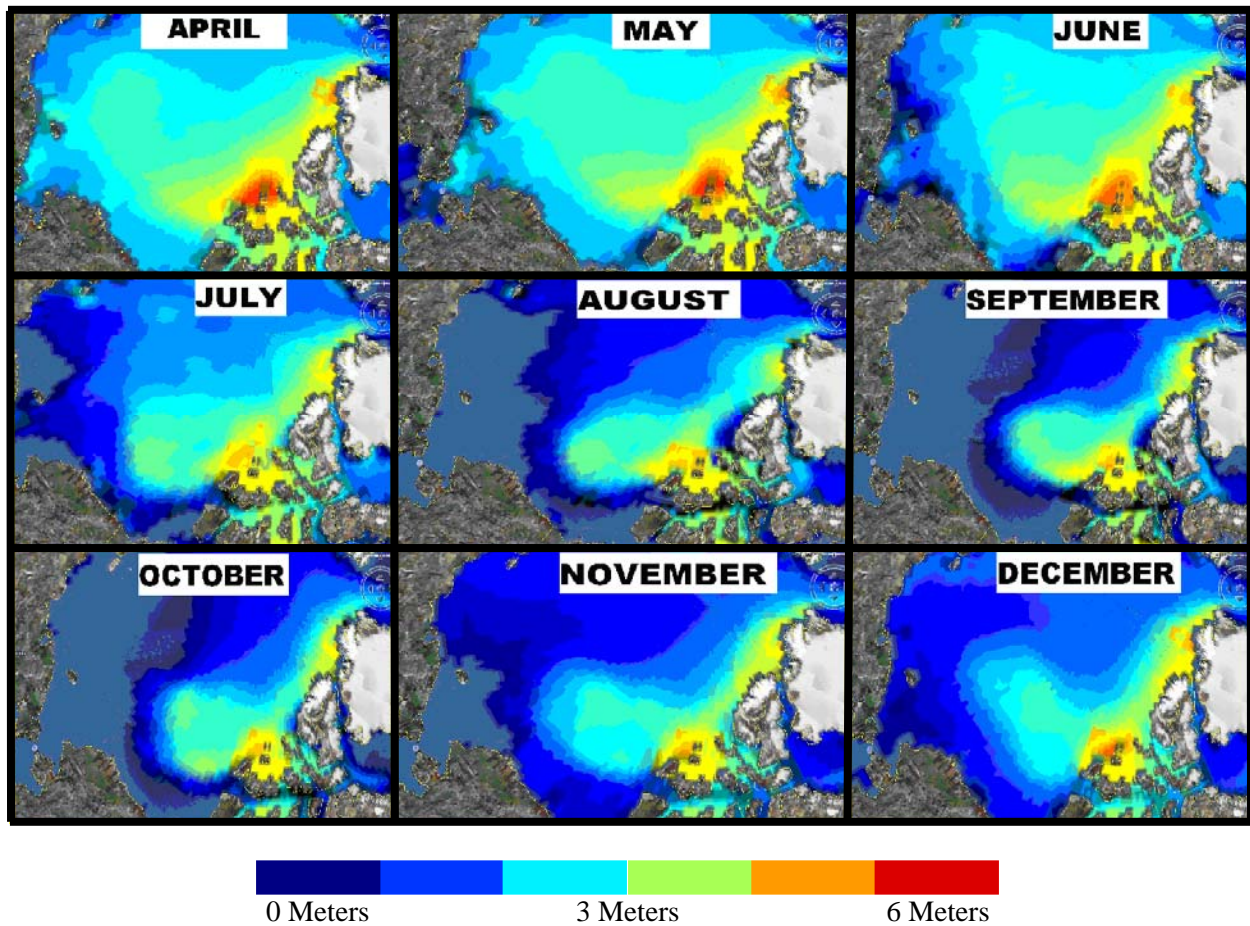 APRIL
MAY
JUNE
JULY
AUGUST
SEPTEMBER
OCTOBER
NOVEMBER
DECEMBER
0 Meters 3 Meters 6 Meters